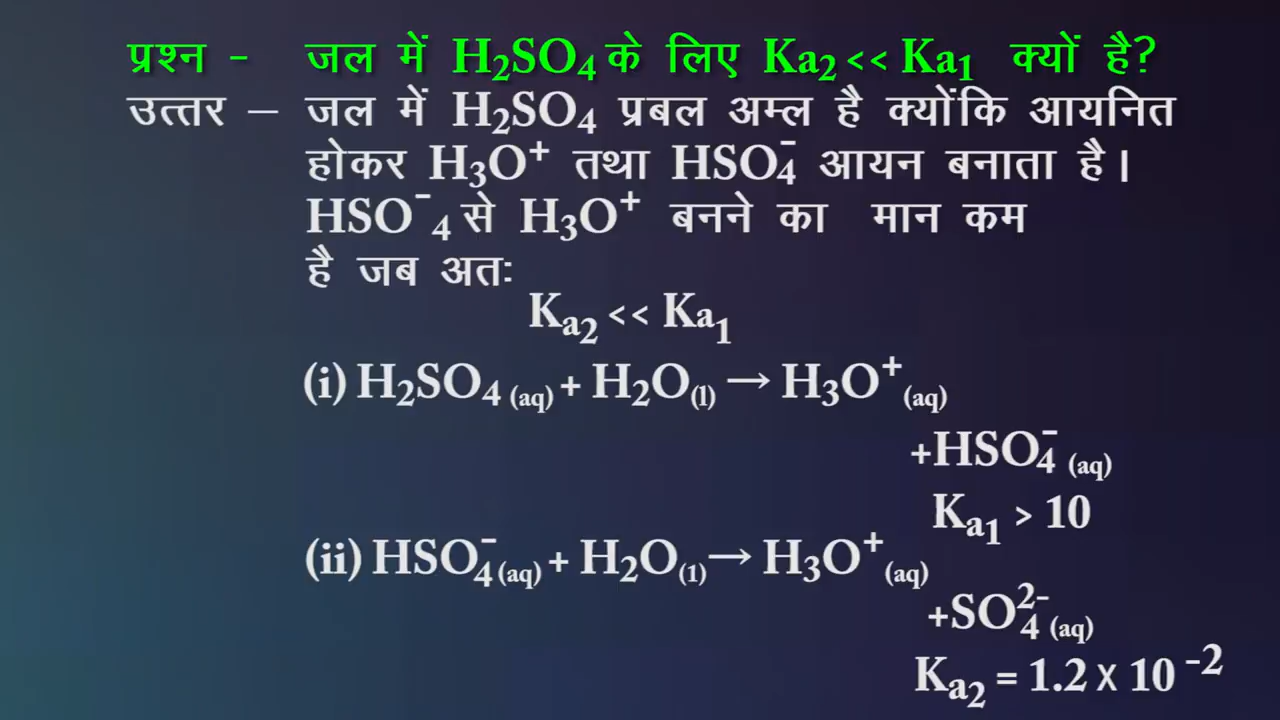 प्रश्न - जल में H₂SO₄ के लिए Ka₂ << Ka₁ क्यों है?
उत्तर – जल में H₂SO₄ प्रबल अम्ल है क्योंकि आयनित
होकर H₃O⁺ तथा HSO₄⁻ आयन बनाता है।
HSO⁻₄ से H₃O⁺ बनने का मान कम
है जब अतः
Kₐ₂ << Kₐ₁
(i) H₂SO₄ (aq) + H₂O(l) → H₃O⁺(aq)
+HSO₄⁻ (aq)
Kₐ₁ > 10
(ii) HSO₄⁻(aq) + H₂O(1) → H₃O⁺(aq)
+SO₄²⁻ (aq)
Kₐ₂ = 1.2 x 10⁻²